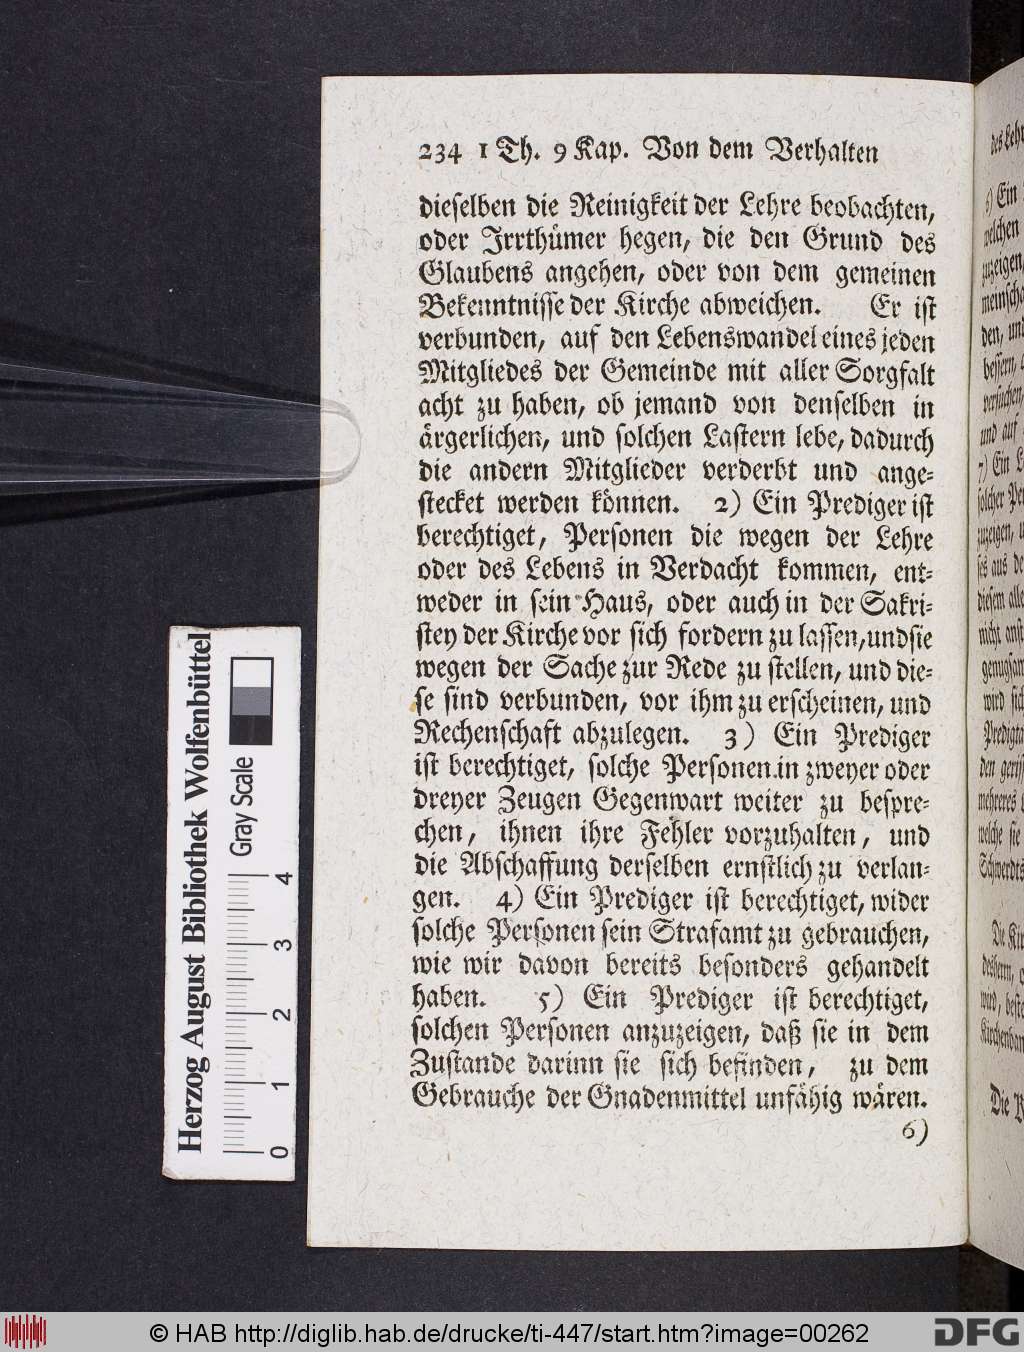 234 1 Th. 9 Kap. Von dem Verhalten
dieselben die Reinigkeit der Lehre beobachten,
oder Irrthümer hegen, die den Grund des
Glaubens angehen, oder von dem gemeinen
Bekenntnisse der Kirche abweichen. Er ist
verbunden, auf den Lebenswandel eines jeden
Mitgliedes der Gemeinde mit aller Sorgfalt
acht zu haben, ob jemand von denselben in
ärgerlichen, und solchen Lastern lebe, dadurch
die andern Mitglieder verderbt und ange-
stecket werden können. 2) Ein Prediger ist
berechtiget, Personen die wegen der Lehre
oder des Lebens in Verdacht kommen, ent-
weder in sein Haus, oder auch in der Sakri-
stey der Kirche vor sich fordern zu lassen, und sie
wegen der Sache zur Rede zu stellen, und die-
se sind verbunden, vor ihm zu erscheinen, und
Rechenschaft abzulegen. 3) Ein Prediger
ist berechtiget, solche Personen in zweyer oder
dreyer Zeugen Gegenwart weiter zu bespre-
chen, ihnen ihre Fehler vorzuhalten, und
die Abschaffung derselben ernstlich zu verlan-
gen. 4) Ein Prediger ist berechtiget, wider
solche Personen sein Strafamt zu gebrauchen,
wie wir davon bereits besonders gehandelt
haben. 5) Ein Prediger ist berechtiget,
solchen Personen anzuzeigen, daß sie in dem
Zustande darinn sie sich befinden, zu dem
Gebrauche der Gnadenmittel unfähig wären.
6)
Herzog August Bibliothek Wolfenbüttel
Gray Scale
0 1 2 3 4
© HAB http://diglib.hab.de/drucke/ti-447/start.htm?image=00262
DFG